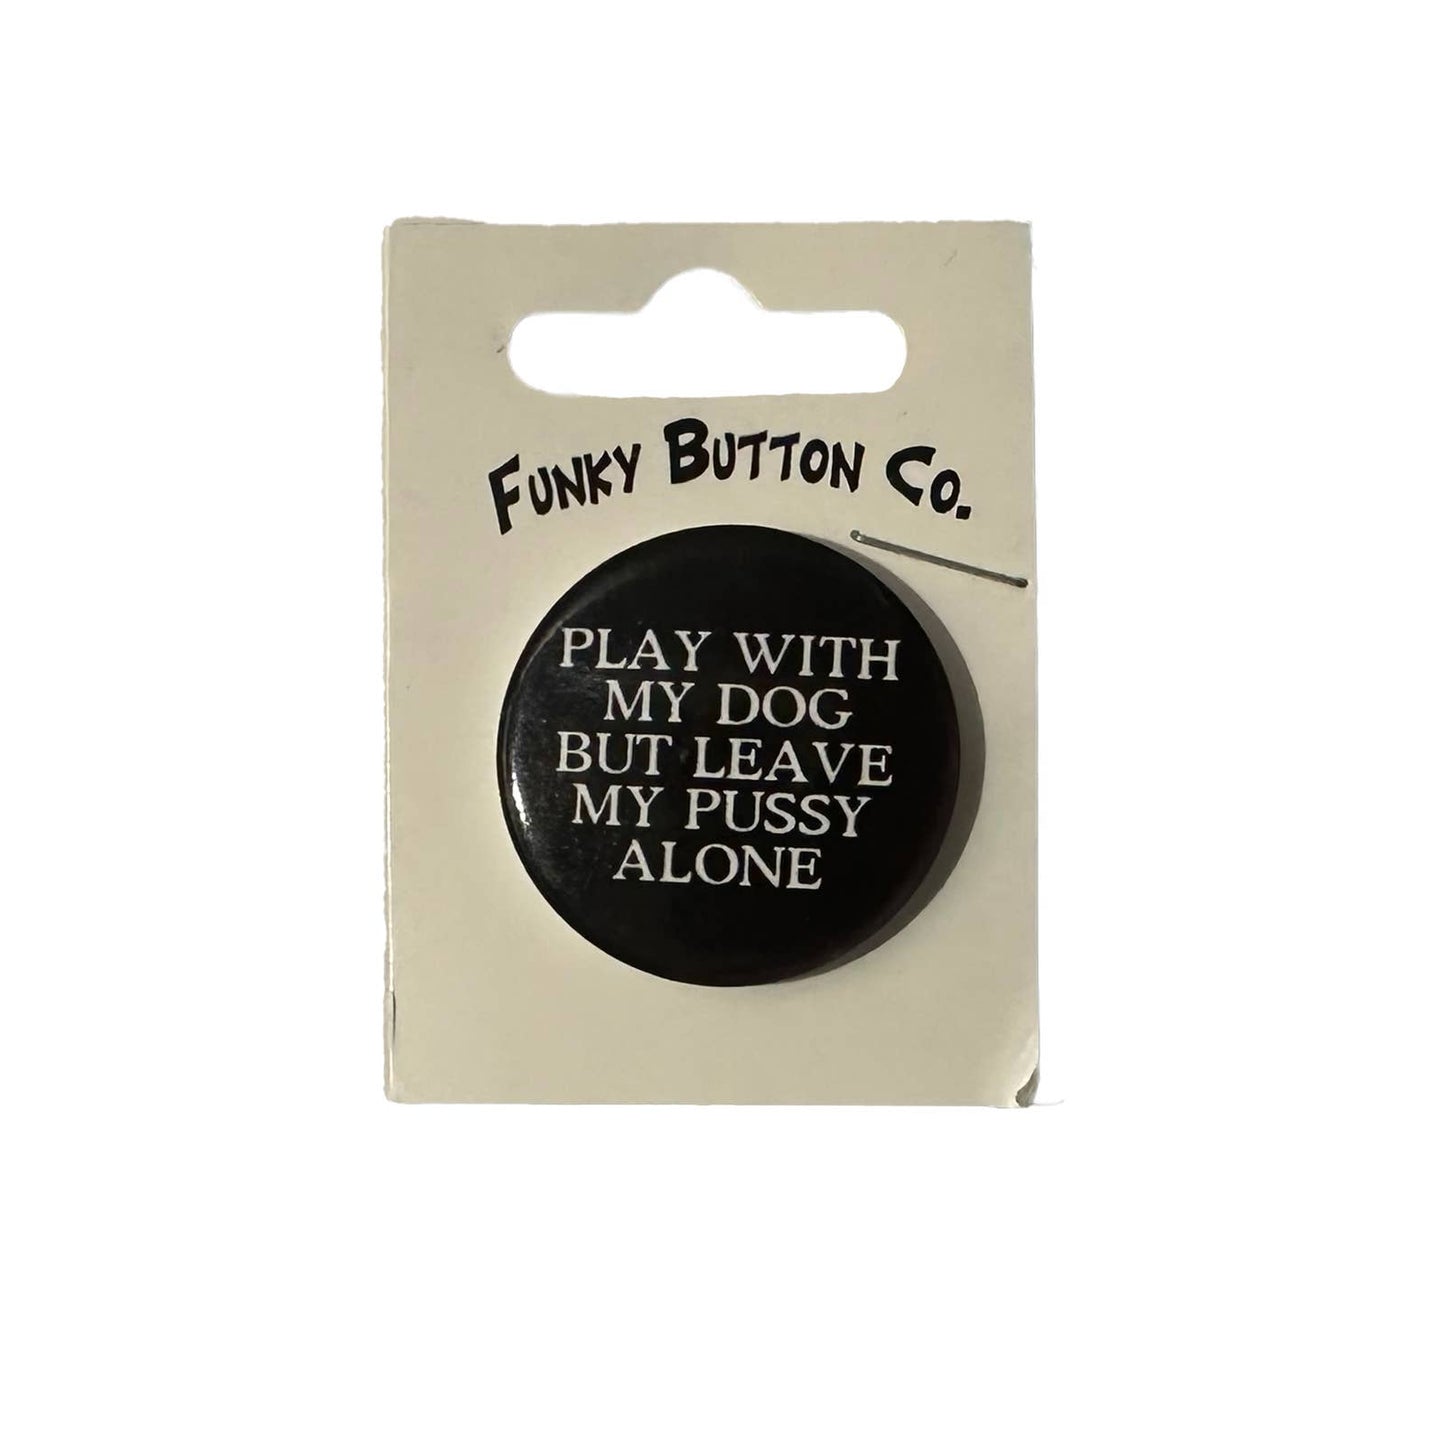 FUNKY BUTTON CO.
PLAY WITH
MY DOG
BUT LEAVE
MY PUSSY
ALONE